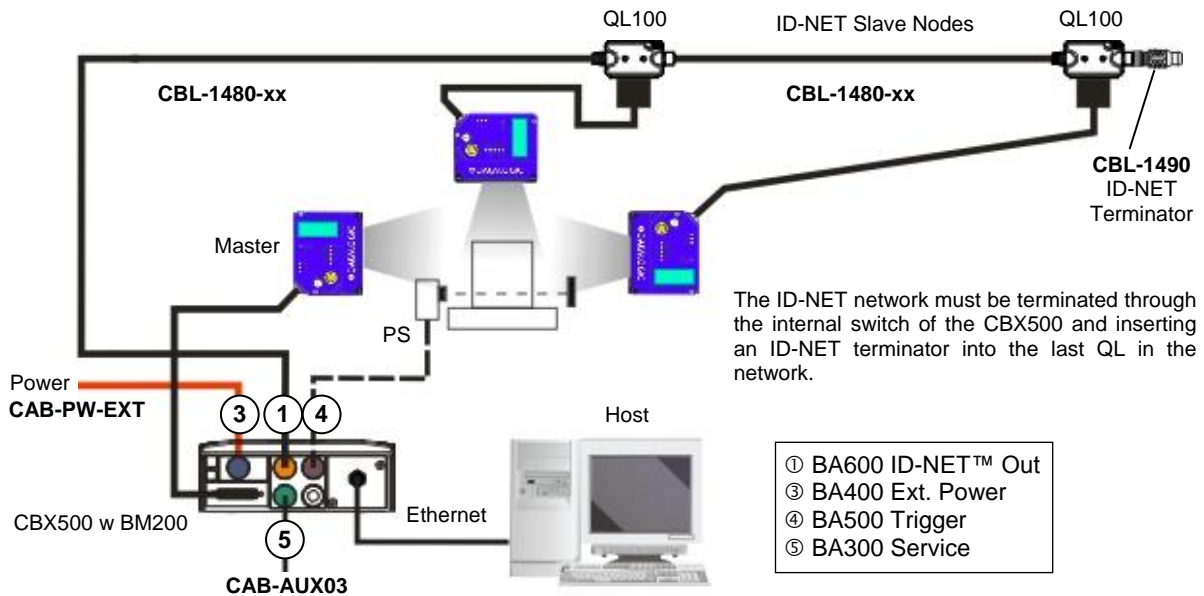 QL100
ID-NET Slave Nodes
QL100
CBL-1480-xx
CBL-1480-xx
CBL-1490
ID-NET
Terminator
Master
PS
The ID-NET network must be terminated through
the internal switch of the CBX500 and inserting
an ID-NET terminator into the last QL in the
network.
Power
CAB-PW-EXT
3
1
4
Host
① BA600 ID-NET™ Out
③ BA400 Ext. Power
④ BA500 Trigger
⑤ BA300 Service
CBX500 w BM200
Ethernet
5
CAB-AUX03